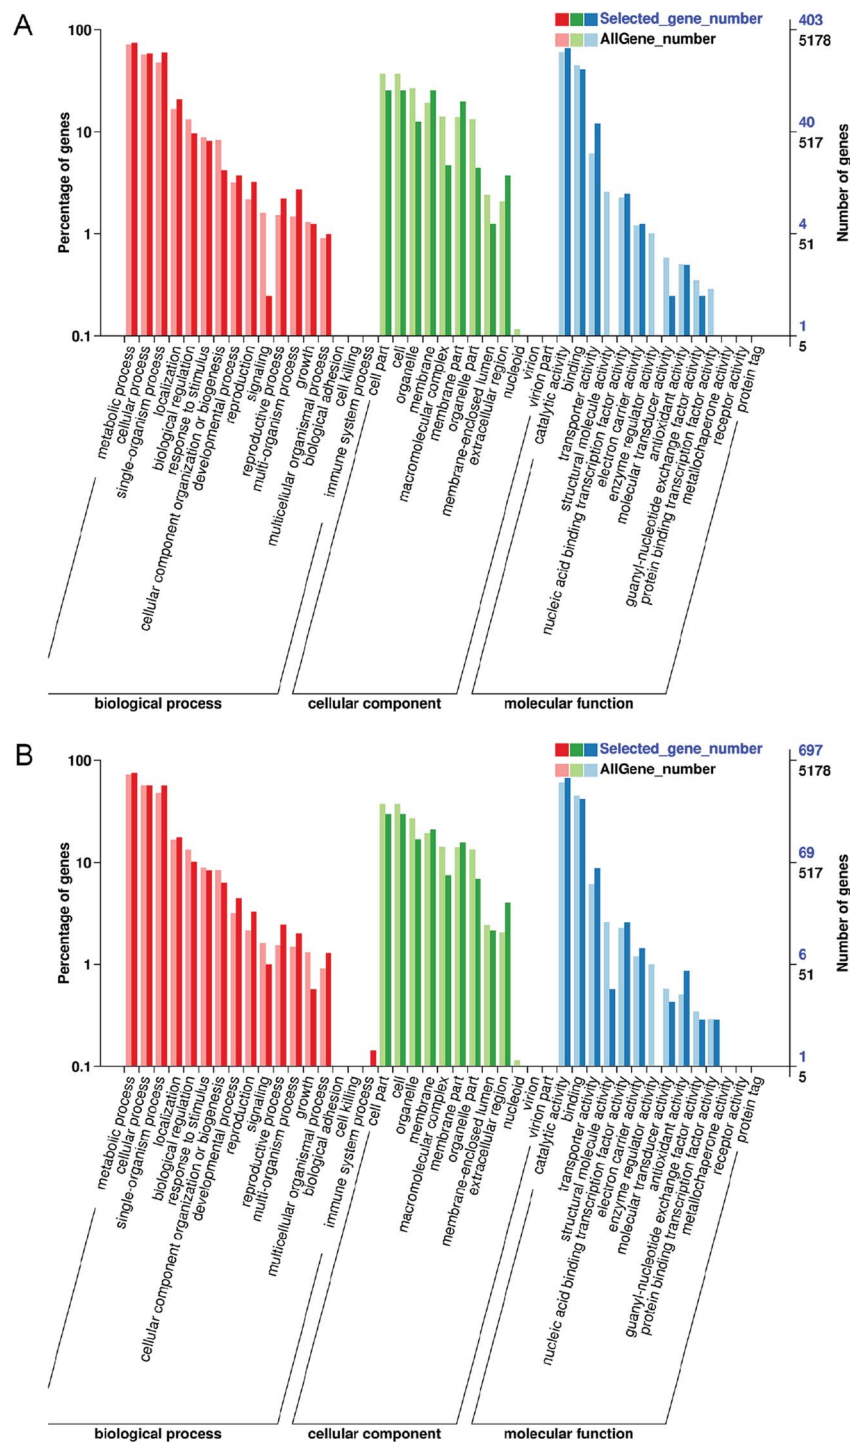 A
Selected_gene_number
AllGene_number
403
5178
40
517
4
51
1
5
100
10
1
0.1
Percentage of genes
Number of genes
metabolic process
cellular process
single-organism process
localization
biological regulation
response to stimulus
cellular component organization or biogenesis
developmental process
reproduction
signaling
reproductive process
multi-organism process
growth
multicellular organismal process
biological adhesion
cell killing
immune system process
cell part
cell
organelle
membrane
macromolecular complex
membrane part
organelle part
membrane-enclosed lumen
extracellular region
nucleoid
virion
virion part
catalytic activity
binding
transporter activity
structural molecule activity
nucleic acid binding transcription factor activity
electron carrier activity
enzyme regulator activity
molecular transducer activity
antioxidant activity
guanyl-nucleotide exchange factor activity
protein binding transcription factor activity
metallochaperone activity
receptor activity
protein tag
biological process
cellular component
molecular function
B
Selected_gene_number
AllGene_number
697
5178
69
517
6
51
1
5
100
10
1
0.1
Percentage of genes
Number of genes
metabolic process
cellular process
single-organism process
localization
biological regulation
response to stimulus
cellular component organization or biogenesis
developmental process
reproduction
signaling
reproductive process
multi-organism process
growth
multicellular organismal process
biological adhesion
cell killing
immune system process
cell part
cell
organelle
membrane
macromolecular complex
membrane part
organelle part
membrane-enclosed lumen
extracellular region
nucleoid
virion
virion part
catalytic activity
binding
transporter activity
structural molecule activity
nucleic acid binding transcription factor activity
electron carrier activity
enzyme regulator activity
molecular transducer activity
antioxidant activity
guanyl-nucleotide exchange factor activity
protein binding transcription factor activity
metallochaperone activity
receptor activity
protein tag
biological process
cellular component
molecular function